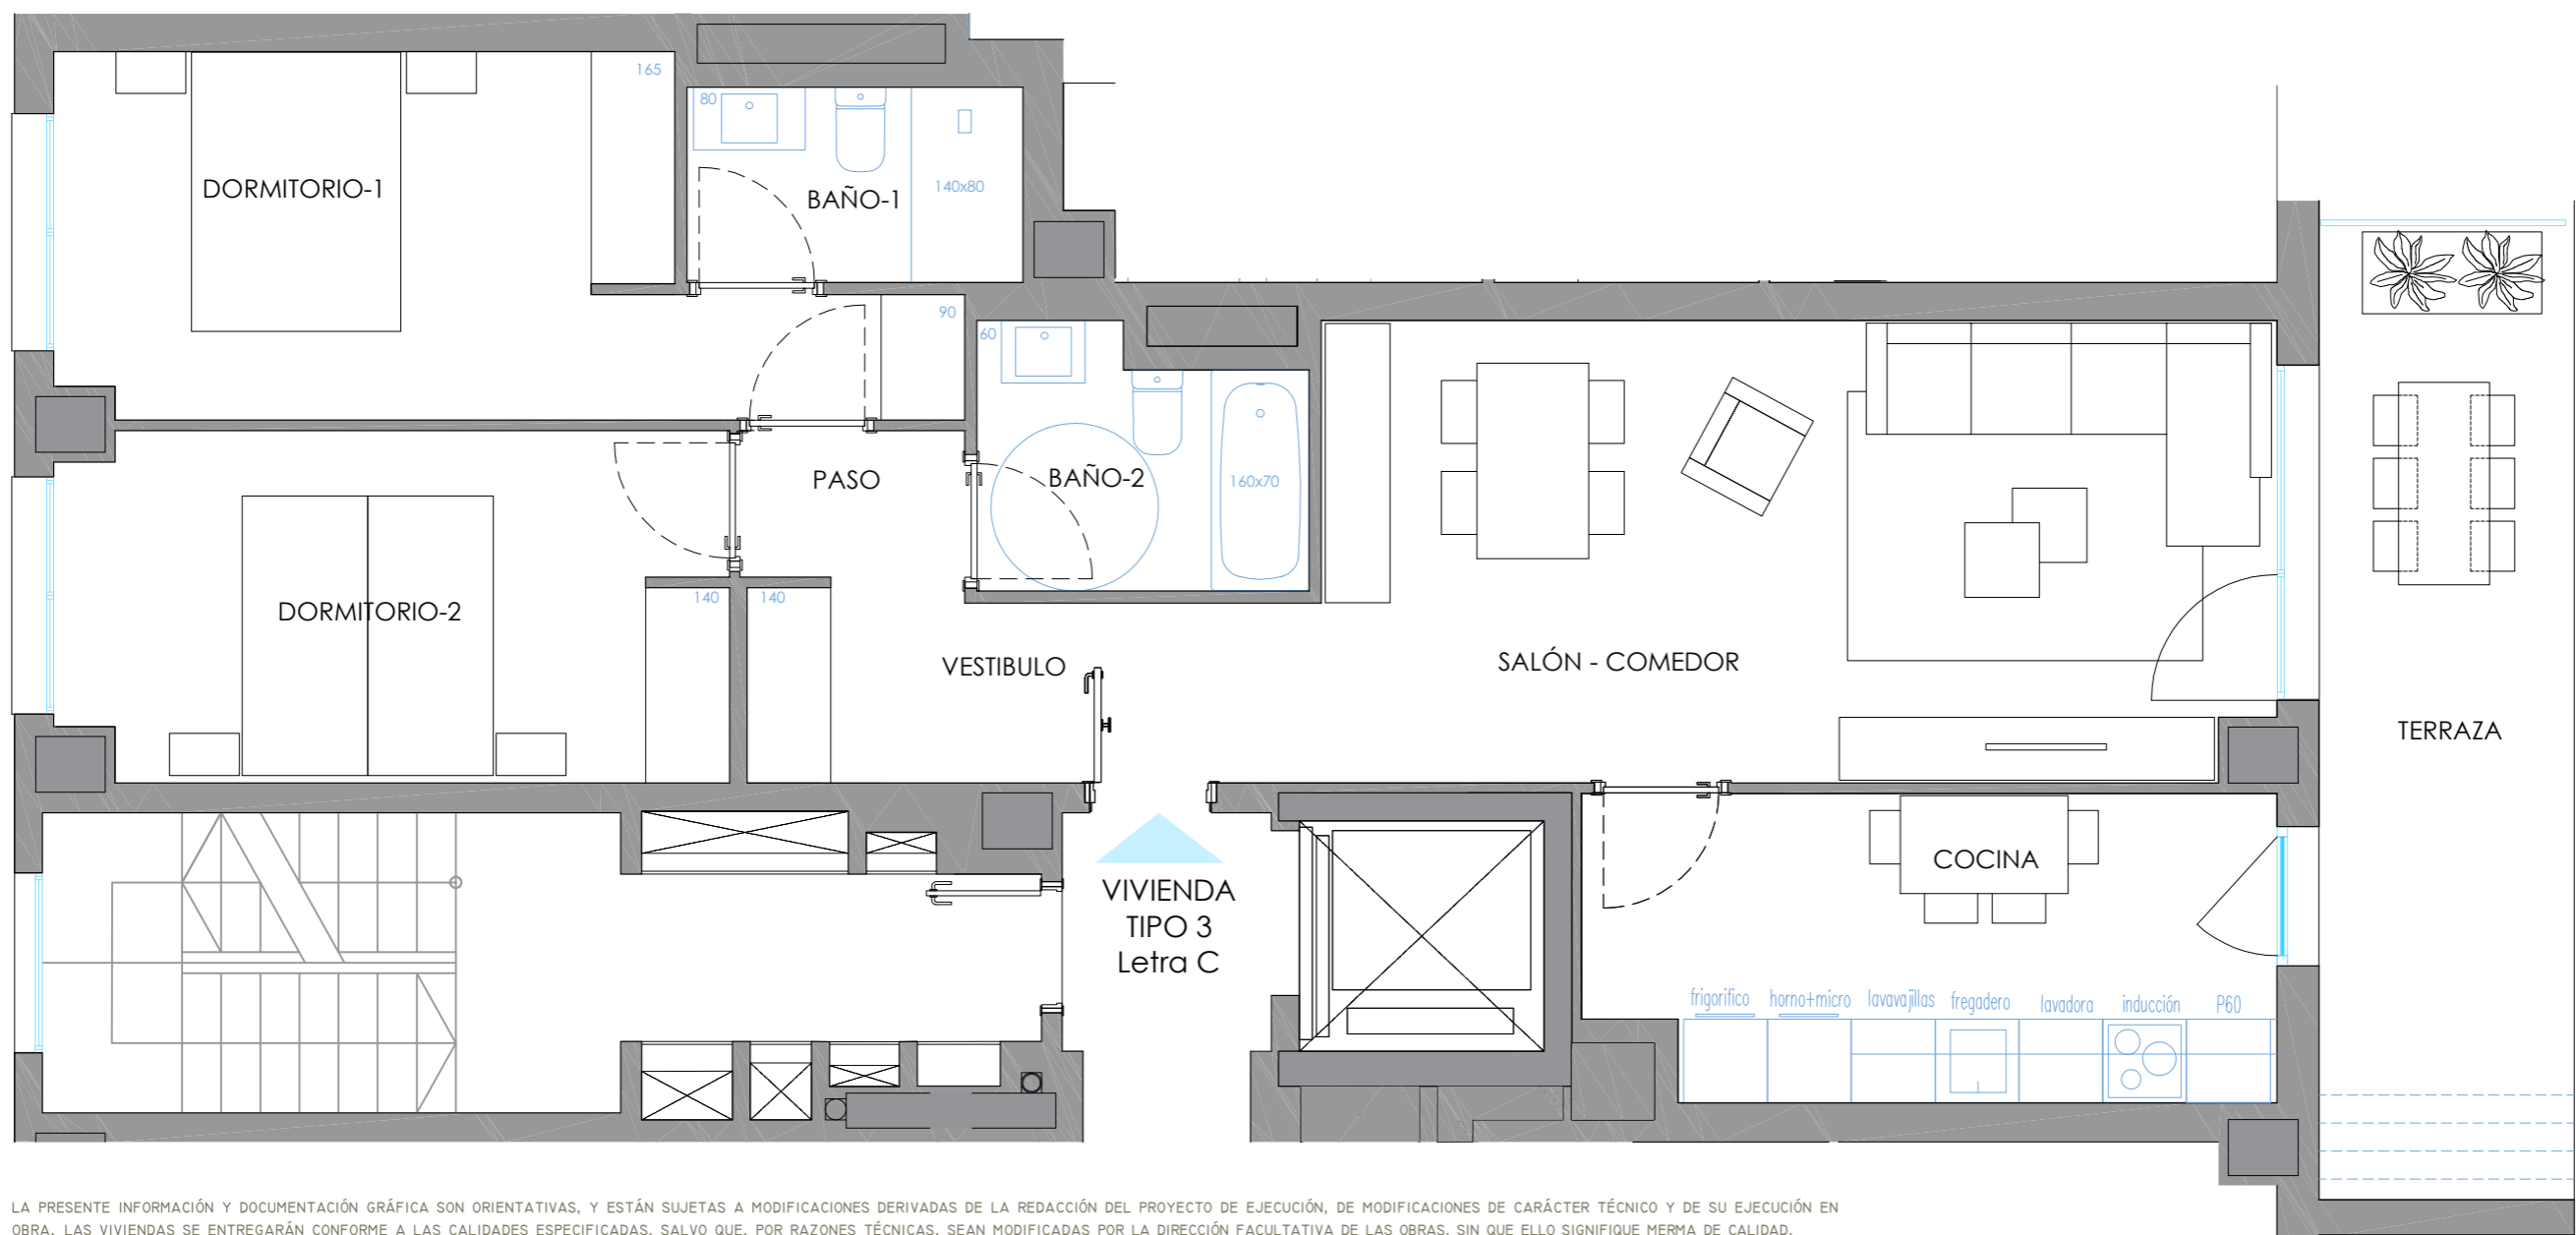 165
80
DORMITORIO-1
BAÑO-1
140x80
90
60
PASO
BAÑO-2
160x70
DORMITORIO-2
140
140
VESTIBULO
SALÓN - COMEDOR
TERRAZA
COCINA
VIVIENDA
TIPO 3
Letra C
frigorífico
horno+micro
lavavajillas
fregadero
lavadora
inducción
P60
LA PRESENTE INFORMACIÓN Y DOCUMENTACIÓN GRÁFICA SON ORIENTATIVAS, Y ESTÁN SUJETAS A MODIFICACIONES DERIVADAS DE LA REDACCIÓN DEL PROYECTO DE EJECUCIÓN, DE MODIFICACIONES DE CARÁCTER TÉCNICO Y DE SU EJECUCIÓN EN
OBRA. LAS VIVIENDAS SE ENTREGARÁN CONFORME A LAS CALIDADES ESPECIFICADAS, SALVO QUE, POR RAZONES TÉCNICAS, SEAN MODIFICADAS POR LA DIRECCIÓN FACULTATIVA DE LAS OBRAS, SIN QUE ELLO SIGNIFIQUE MERMA DE CALIDAD.